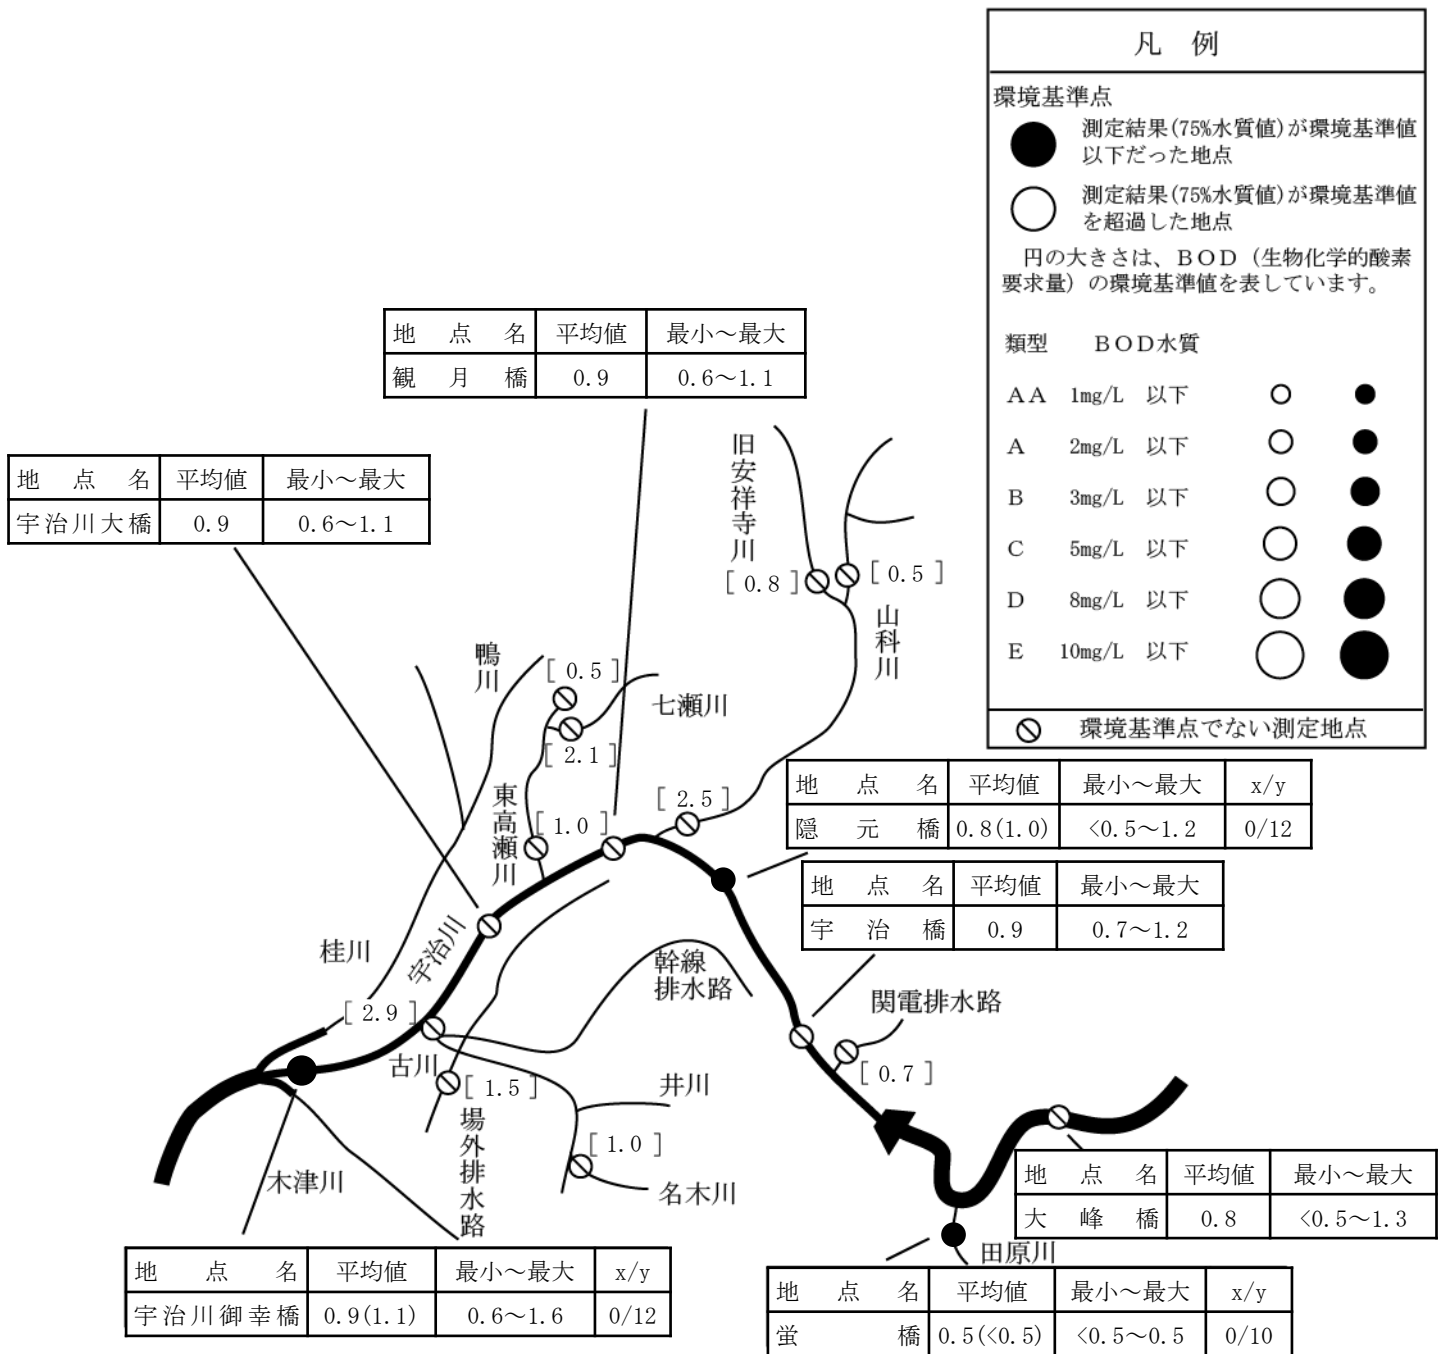 凡 例
環境基準点
測定結果(75%水質値)が環境基準値
以下だった地点
測定結果(75%水質値)が環境基準値
を超過した地点
円の大きさは、BOD（生物化学的酸素
要求量）の環境基準値を表しています。
類型 BOD水質
AA 1mg/L 以下
A 2mg/L 以下
B 3mg/L 以下
C 5mg/L 以下
D 8mg/L 以下
E 10mg/L 以下
環境基準点でない測定地点
地点名 平均値 最小～最大
観月橋 0.9 0.6～1.1
地点名 平均値 最小～最大
宇治川大橋 0.9 0.6～1.1
旧安祥寺川
[ 0.8 ]
[ 0.5 ]
山科川
鴨川
[ 0.5 ]
七瀬川
[ 2.1 ]
東高瀬川
[ 1.0 ]
[ 2.5 ]
地点名 平均値 最小～最大 x/y
隠元橋 0.8(1.0) <0.5～1.2 0/12
地点名 平均値 最小～最大
宇治橋 0.9 0.7～1.2
桂川
宇治川
幹線
排水路
関電排水路
[ 2.9 ]
古川
[ 0.7 ]
[ 1.5 ]
井川
場外排水路
[ 1.0 ]
名木川
木津川
地点名 平均値 最小～最大
大峰橋 0.8 <0.5～1.3
田原川
地点名 平均値 最小～最大 x/y
宇治川御幸橋 0.9(1.1) 0.6～1.6 0/12
地点名 平均値 最小～最大 x/y
蛍橋 0.5(<0.5) <0.5～0.5 0/10